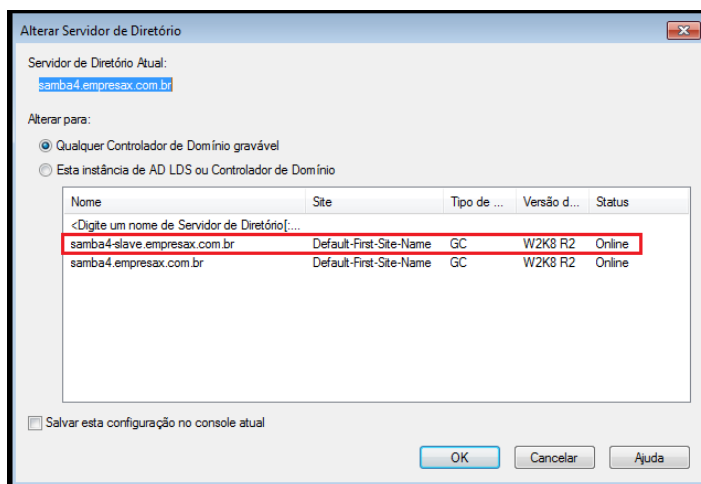 Alterar Servidor de Diretório
Servidor de Diretório Atual:
samba4.empresax.com.br
Alterar para:
Qualquer Controlador de Domínio gravável
Esta instância de AD LDS ou Controlador de Domínio
Nome Site Tipo de ... Versão d... Status
<Digite um nome de Servidor de Diretório[:...
samba4-slave.empresax.com.br Default-First-Site-Name GC W2K8 R2 Online
samba4.empresax.com.br Default-First-Site-Name GC W2K8 R2 Online
Salvar esta configuração no console atual
OK Cancelar Ajuda